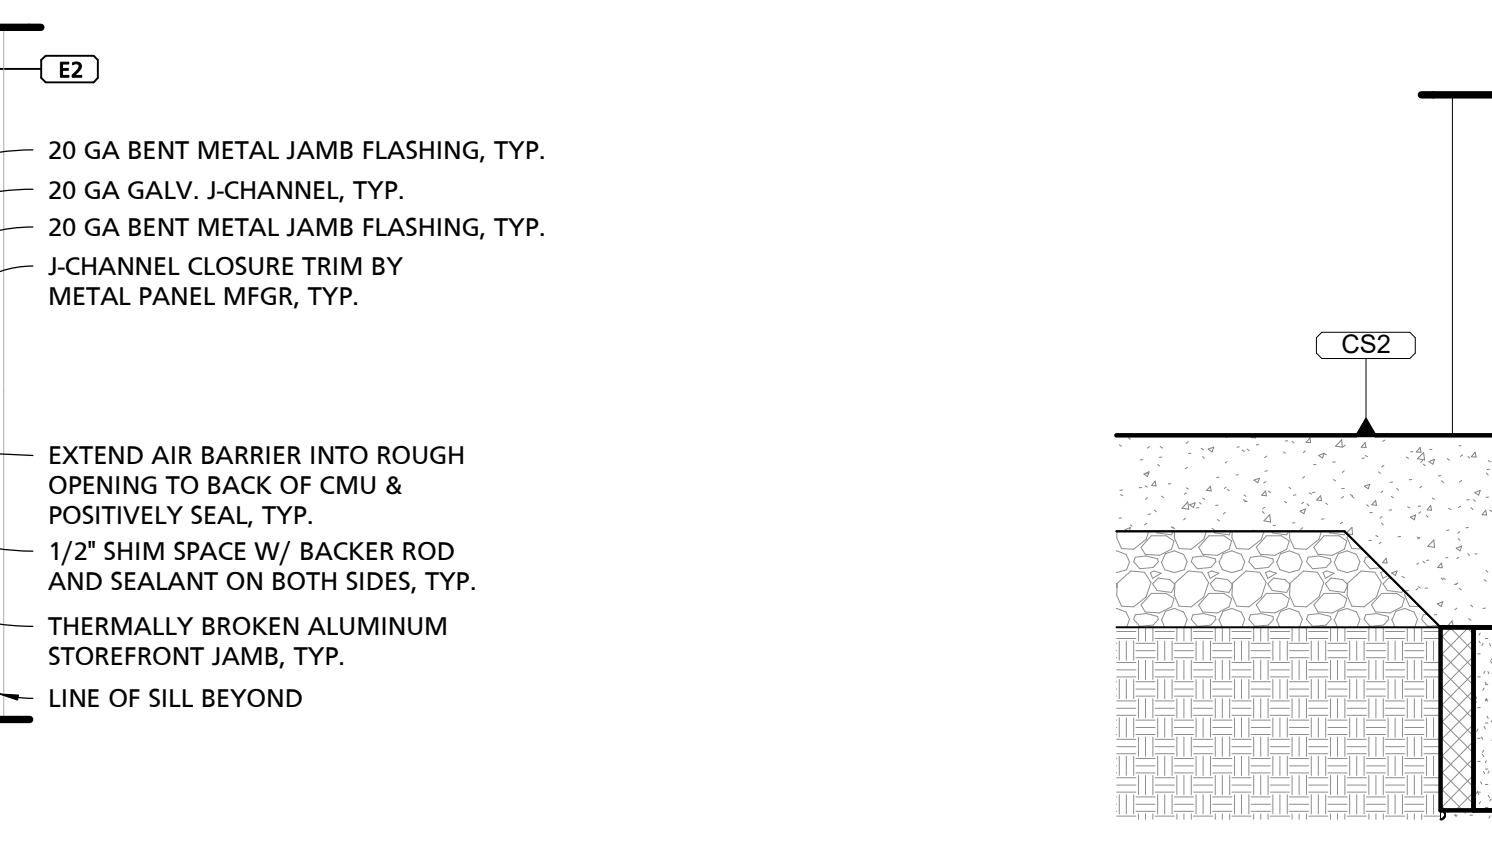 E2
20 GA BENT METAL JAMB FLASHING, TYP.
20 GA GALV. J-CHANNEL, TYP.
20 GA BENT METAL JAMB FLASHING, TYP.
J-CHANNEL CLOSURE TRIM BY
METAL PANEL MFGR, TYP.
CS2
EXTEND AIR BARRIER INTO ROUGH
OPENING TO BACK OF CMU &
POSITIVELY SEAL, TYP.
1/2" SHIM SPACE W/ BACKER ROD
AND SEALANT ON BOTH SIDES, TYP.
THERMALLY BROKEN ALUMINUM
STOREFRONT JAMB, TYP.
LINE OF SILL BEYOND